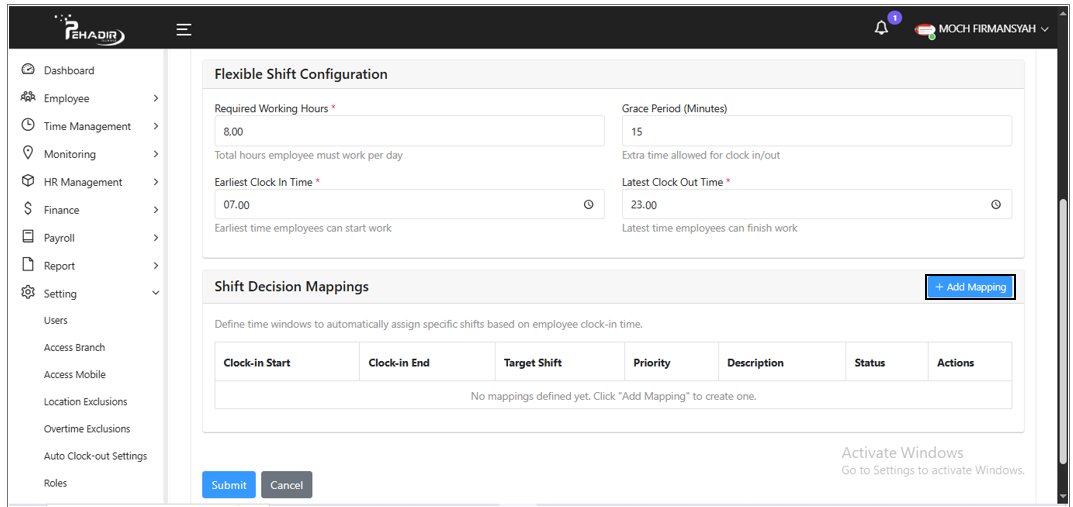 PEHADIR
1
MOCH FIRMANSYAH
Dashboard
Employee
Time Management
Monitoring
HR Management
Finance
Payroll
Report
Setting
Users
Access Branch
Access Mobile
Location Exclusions
Overtime Exclusions
Auto Clock-out Settings
Roles
Flexible Shift Configuration
Required Working Hours *
8,00
Total hours employee must work per day
Grace Period (Minutes)
15
Extra time allowed for clock in/out
Earliest Clock In Time *
07.00
Earliest time employees can start work
Latest Clock Out Time *
23.00
Latest time employees can finish work
Shift Decision Mappings
+ Add Mapping
Define time windows to automatically assign specific shifts based on employee clock-in time.
Clock-in Start Clock-in End Target Shift Priority Description Status Actions
No mappings defined yet. Click "Add Mapping" to create one.
Submit Cancel
Activate Windows
Go to Settings to activate Windows.